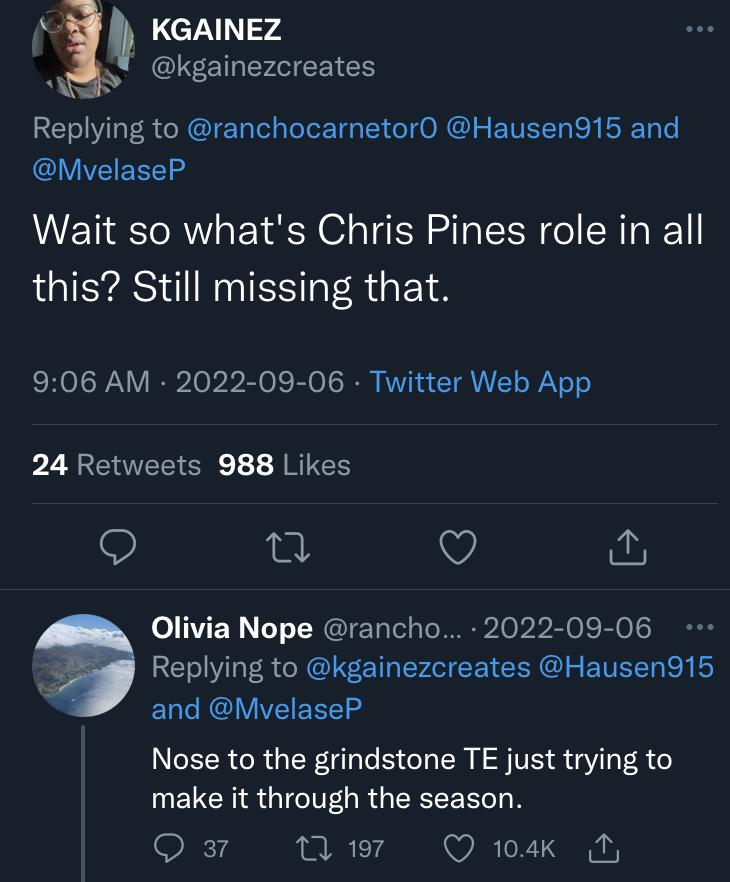 KGAINEZ
@kgainezcreates
Replying to @ranchocarnetor0 @Hausen915 and
@MvelaseP
Wait so what's Chris Pines role in all
this? Still missing that.
9:06 AM · 2022-09-06 · Twitter Web App
24 Retweets 988 Likes
Olivia Nope @rancho... · 2022-09-06
Replying to @kgainezcreates @Hausen915
and @MvelaseP
Nose to the grindstone TE just trying to
make it through the season.
37 197 10.4K